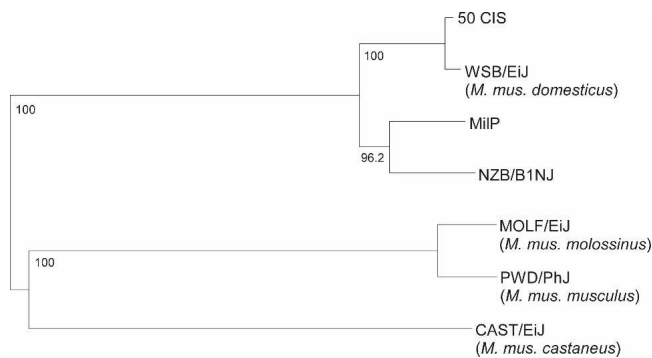 50 CIS
100
WSB/EiJ
(M. mus. domesticus)
100
MilP
96.2
NZB/B1NJ
MOLF/EiJ
(M. mus. molossinus)
100
PWD/PhJ
(M. mus. musculus)
CAST/EiJ
(M. mus. castaneus)